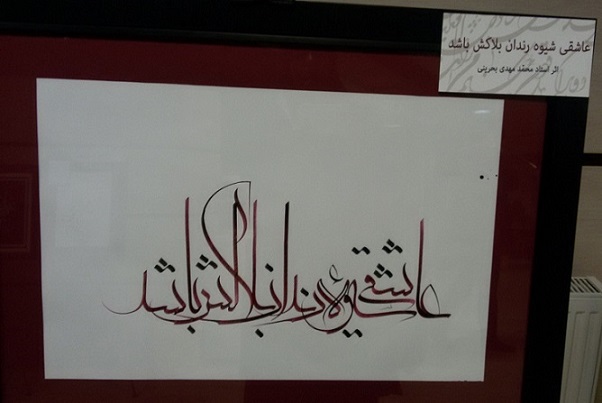 عاشقی شیوه رندان بلاکش باشد
اثر استاد محمد مهدی بحرینی
عاشقی شیوهٔ رندان بلاکش باشد